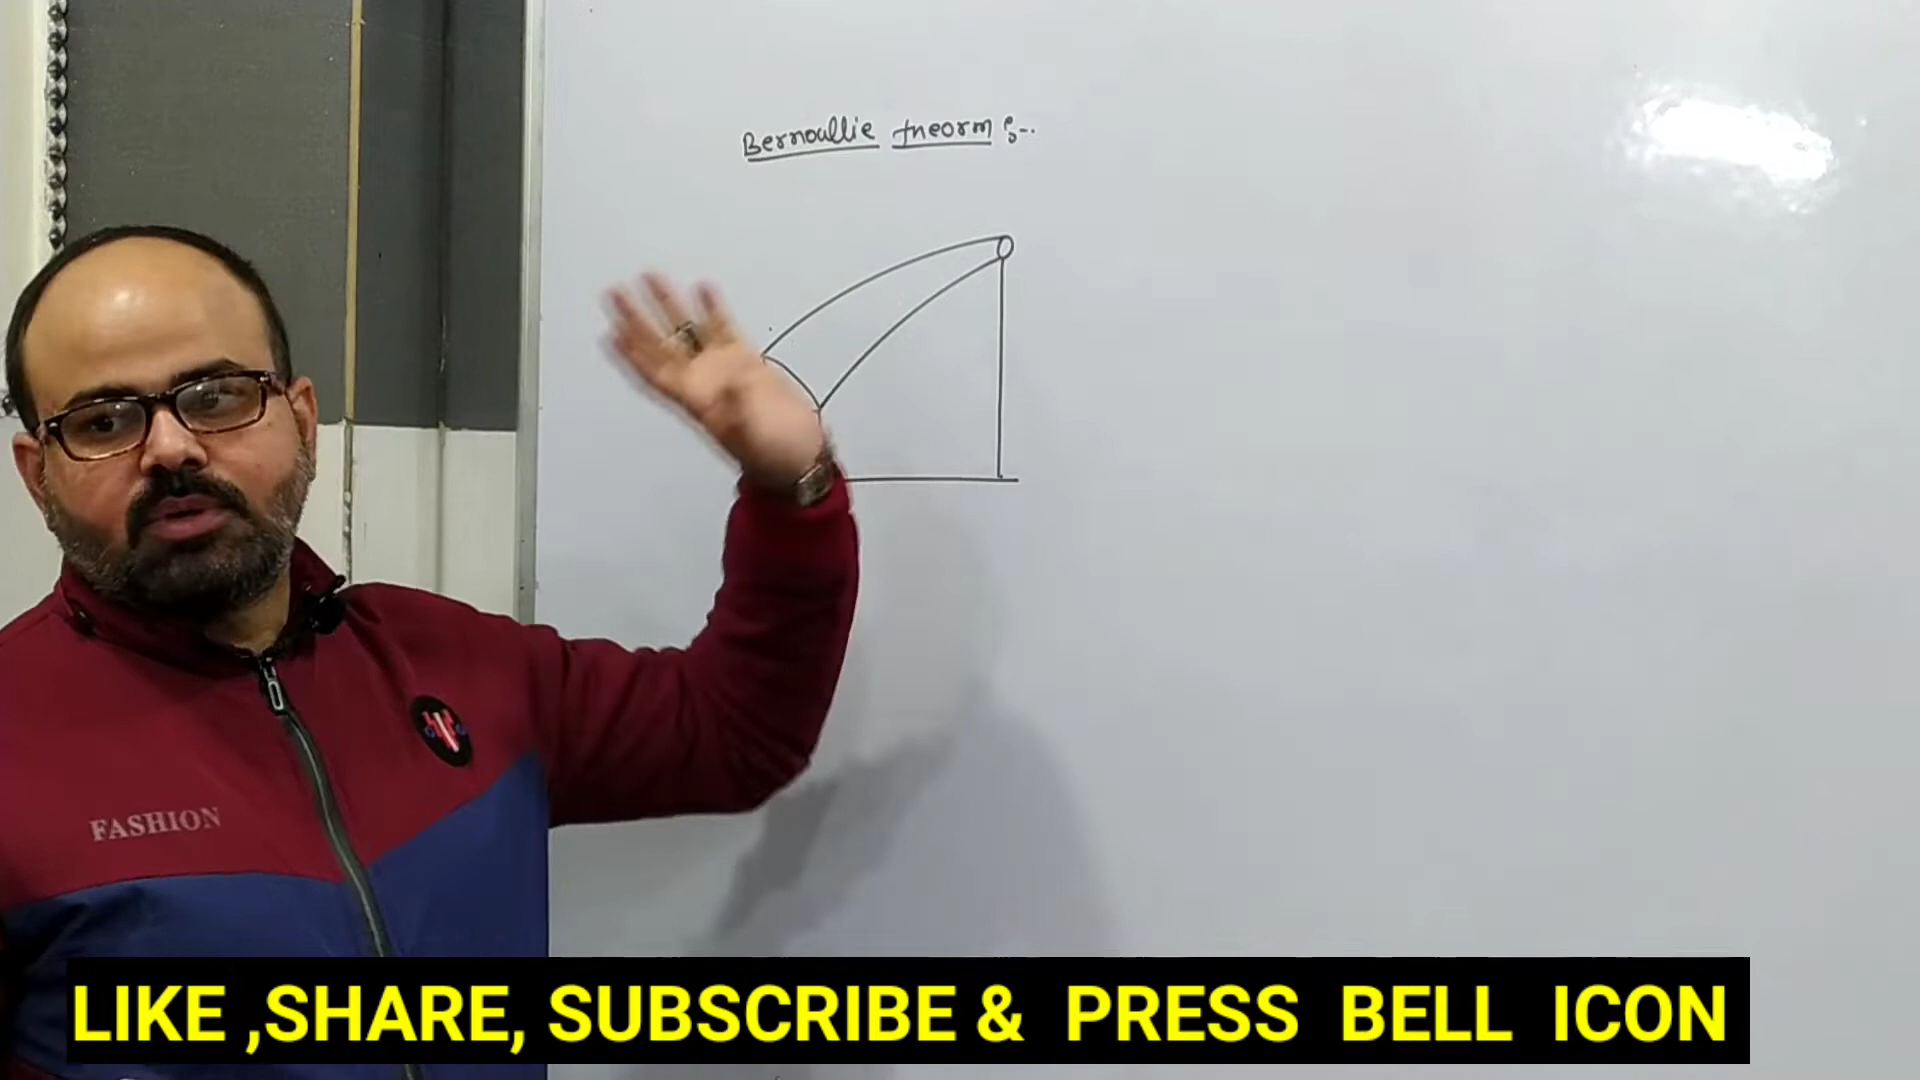 Bernoullie theorm :-
FASHION
LIKE ,SHARE, SUBSCRIBE & PRESS BELL ICON